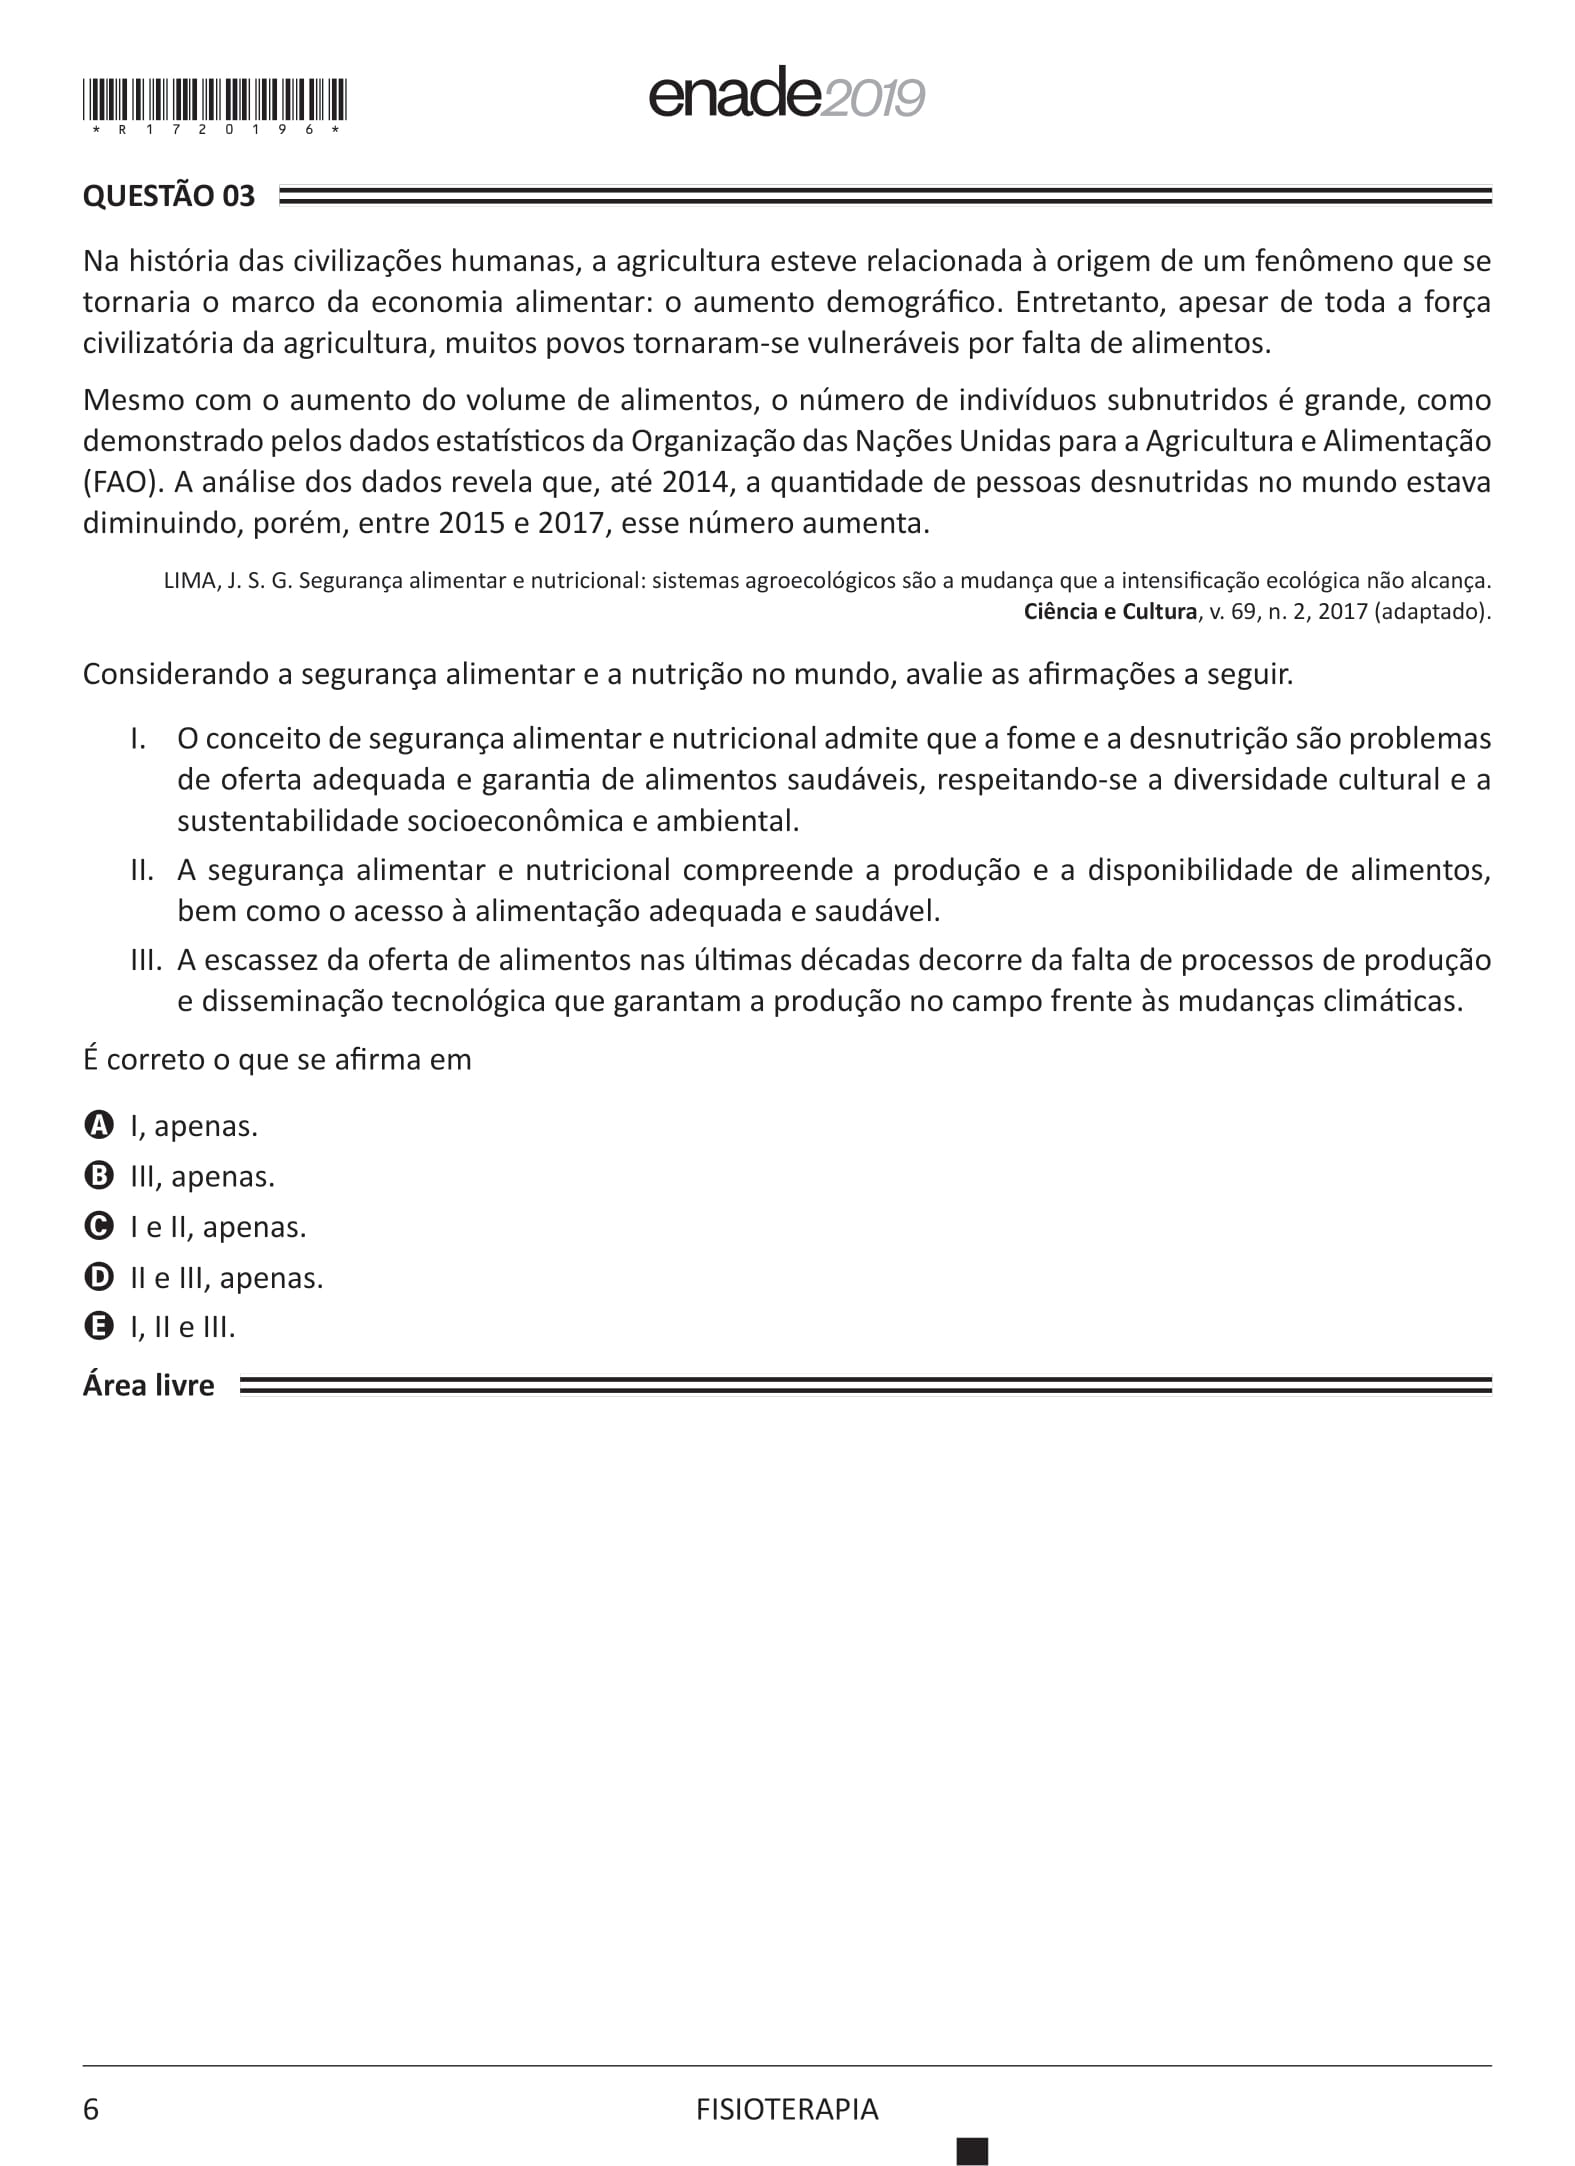 * R 1 7 2 0 1 9 6 *
enade2019
QUESTÃO 03
Na história das civilizações humanas, a agricultura esteve relacionada à origem de um fenômeno que se
tornaria o marco da economia alimentar: o aumento demográfico. Entretanto, apesar de toda a força
civilizatória da agricultura, muitos povos tornaram-se vulneráveis por falta de alimentos.
Mesmo com o aumento do volume de alimentos, o número de indivíduos subnutridos é grande, como
demonstrado pelos dados estatísticos da Organização das Nações Unidas para a Agricultura e Alimentação
(FAO). A análise dos dados revela que, até 2014, a quantidade de pessoas desnutridas no mundo estava
diminuindo, porém, entre 2015 e 2017, esse número aumenta.
LIMA, J. S. G. Segurança alimentar e nutricional: sistemas agroecológicos são a mudança que a intensificação ecológica não alcança.
Ciência e Cultura, v. 69, n. 2, 2017 (adaptado).
Considerando a segurança alimentar e a nutrição no mundo, avalie as afirmações a seguir.
I. O conceito de segurança alimentar e nutricional admite que a fome e a desnutrição são problemas
de oferta adequada e garantia de alimentos saudáveis, respeitando-se a diversidade cultural e a
sustentabilidade socioeconômica e ambiental.
II. A segurança alimentar e nutricional compreende a produção e a disponibilidade de alimentos,
bem como o acesso à alimentação adequada e saudável.
III. A escassez da oferta de alimentos nas últimas décadas decorre da falta de processos de produção
e disseminação tecnológica que garantam a produção no campo frente às mudanças climáticas.
É correto o que se afirma em
A I, apenas.
B III, apenas.
C I e II, apenas.
D II e III, apenas.
E I, II e III.
Área livre
6
FISIOTERAPIA